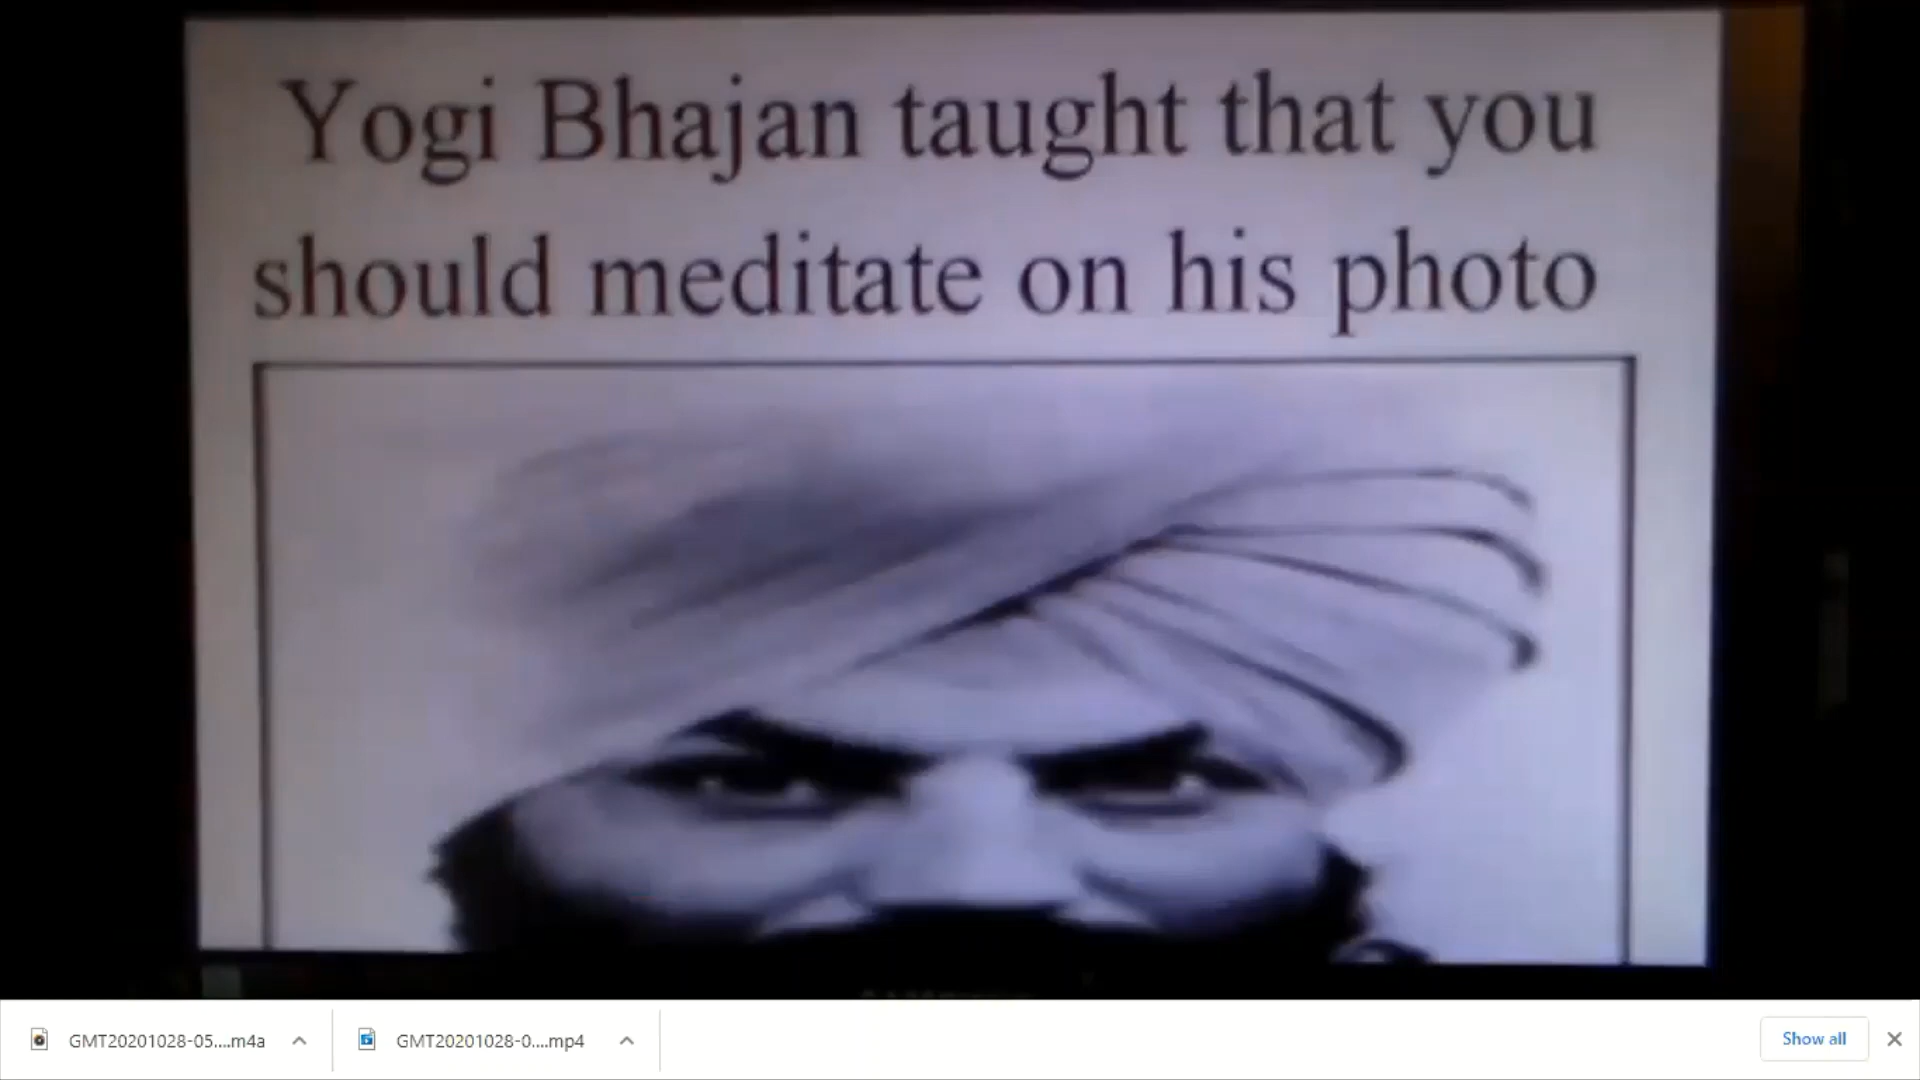 Yogi Bhajan taught that you
should meditate on his photo
GMT20201028-05....m4a
GMT20201028-0....mp4
Show all